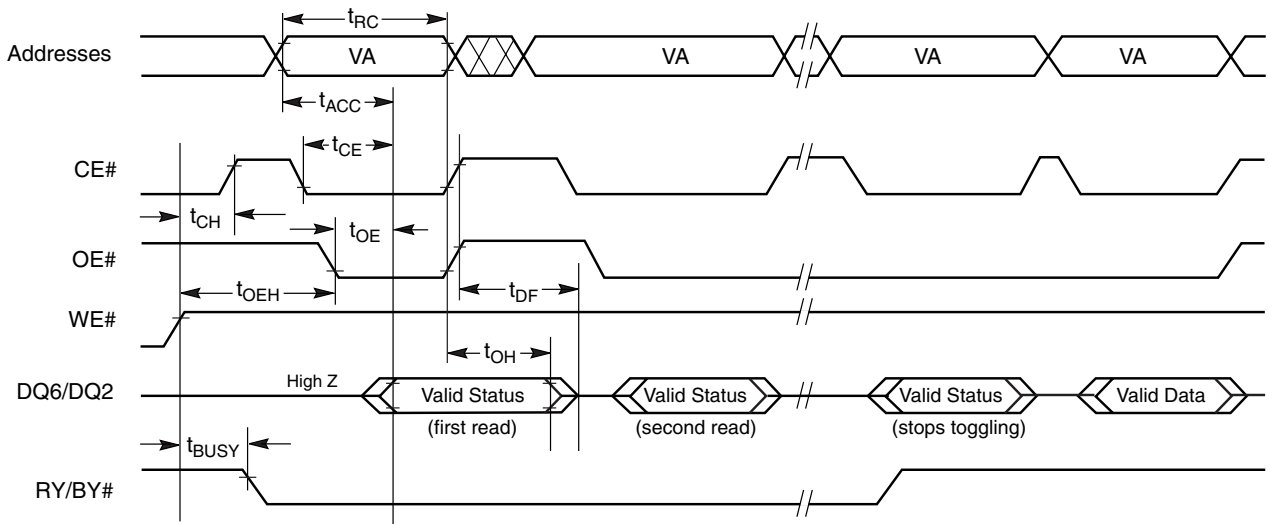 tRC
Addresses VA VA VA VA
tACC
tCE
CE#
tCH tOE
OE#
tOEH tDF
WE#
tOH
High Z
DQ6/DQ2 Valid Status Valid Status Valid Status Valid Data
(first read) (second read) (stops toggling)
tBUSY
RY/BY#